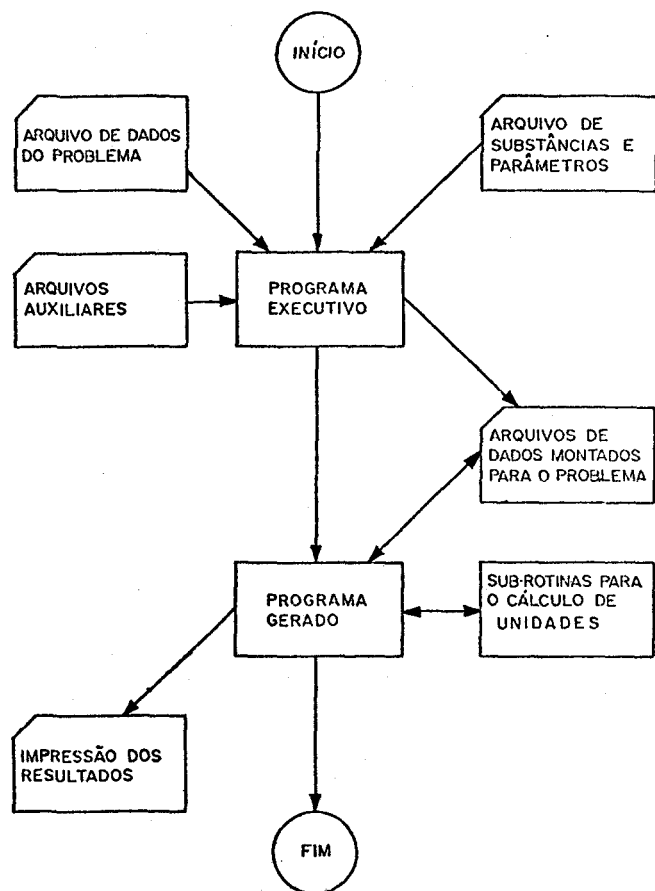 INÍCIO
ARQUIVO DE DADOS
DO PROBLEMA
ARQUIVO DE
SUBSTÂNCIAS E
PARÂMETROS
ARQUIVOS
AUXILIARES
PROGRAMA
EXECUTIVO
ARQUIVOS DE
DADOS MONTADOS
PARA O PROBLEMA
PROGRAMA
GERADO
SUB-ROTINAS PARA
O CÁLCULO DE
UNIDADES
IMPRESSÃO DOS
RESULTADOS
FIM